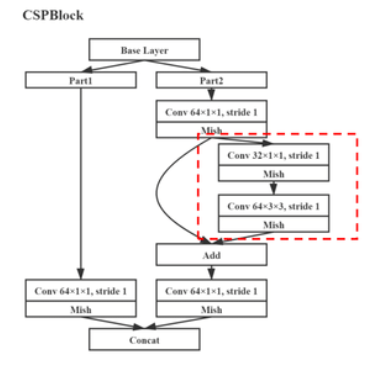 CSPBlock
Base Layer
Part1
Part2
Conv 64×1×1, stride 1
Mish
Conv 32×1×1, stride 1
Mish
Conv 64×3×3, stride 1
Mish
Add
Conv 64×1×1, stride 1
Conv 64×1×1, stride 1
Mish
Mish
Concat